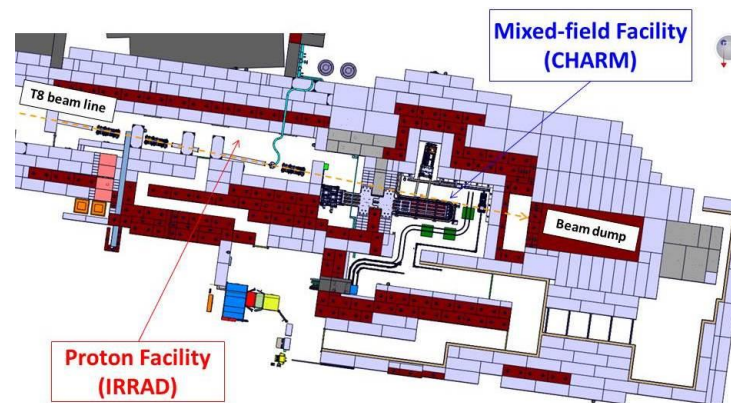 Mixed-field Facility
(CHARM)
T8 beam line
Beam dump
Proton Facility
(IRRAD)